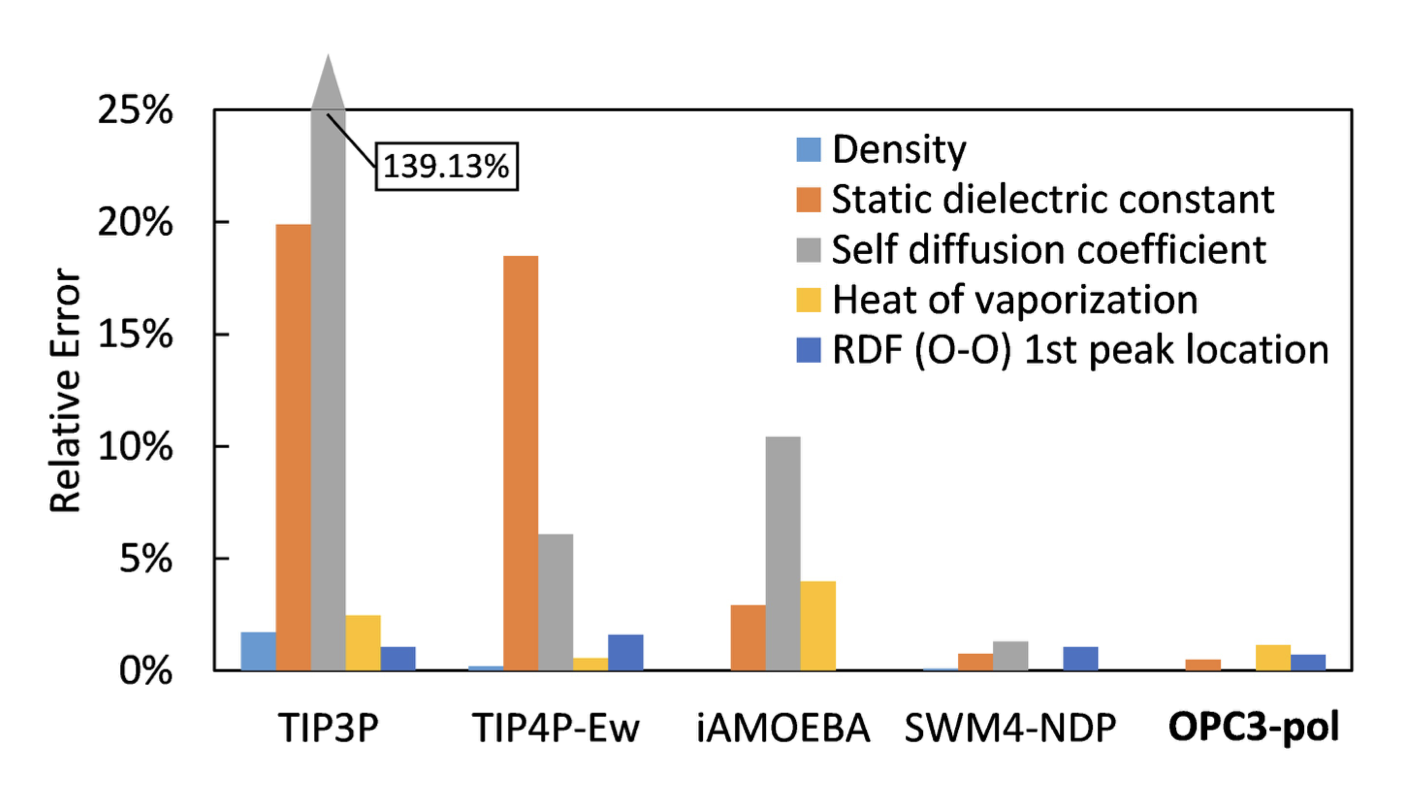 25%
20%
15%
10%
5%
0%
Relative Error
139.13%
Density
Static dielectric constant
Self diffusion coefficient
Heat of vaporization
RDF (O-O) 1st peak location
TIP3P
TIP4P-Ew
iAMOEBA
SWM4-NDP
OPC3-pol